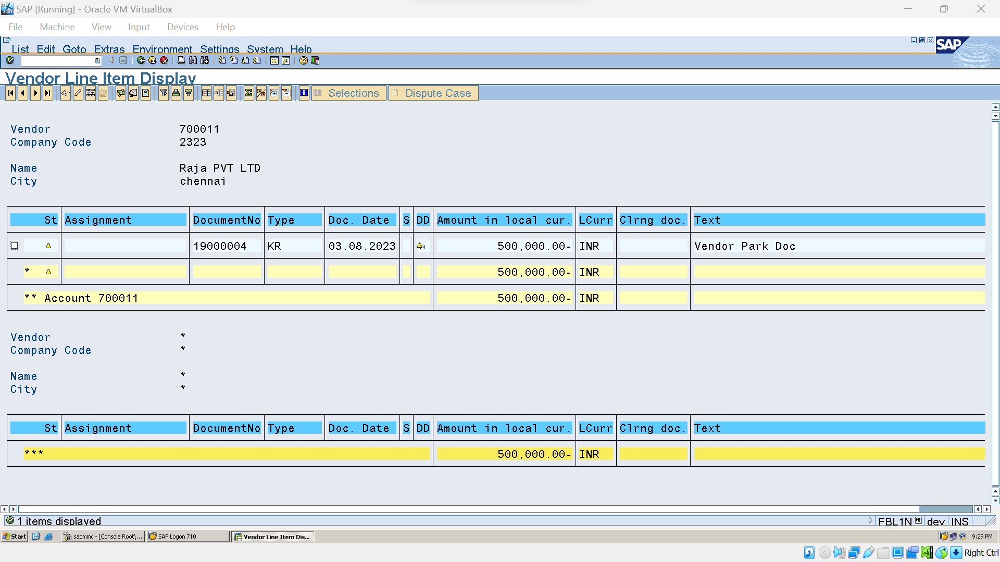 SAP [Running] - Oracle VM VirtualBox
File Machine View Input Devices Help
List Edit Goto Extras Environment Settings System Help
SAP
Vendor Line Item Display
Selections Dispute Case
Vendor 700011
Company Code 2323
Name Raja PVT LTD
City chennai
St Assignment DocumentNo Type Doc. Date S DD Amount in local cur. LCurr Clrng doc. Text
19000004 KR 03.08.2023 500,000.00- INR Vendor Park Doc
* 500,000.00- INR
** Account 700011 500,000.00- INR
Vendor *
Company Code *
Name *
City *
St Assignment DocumentNo Type Doc. Date S DD Amount in local cur. LCurr Clrng doc. Text
*** 500,000.00- INR
1 items displayed FBL1N dev INS
Start sapmmc - [Console Root\... SAP Logon 710 Vendor Line Item Dis... 9:29 PM
Right Ctrl